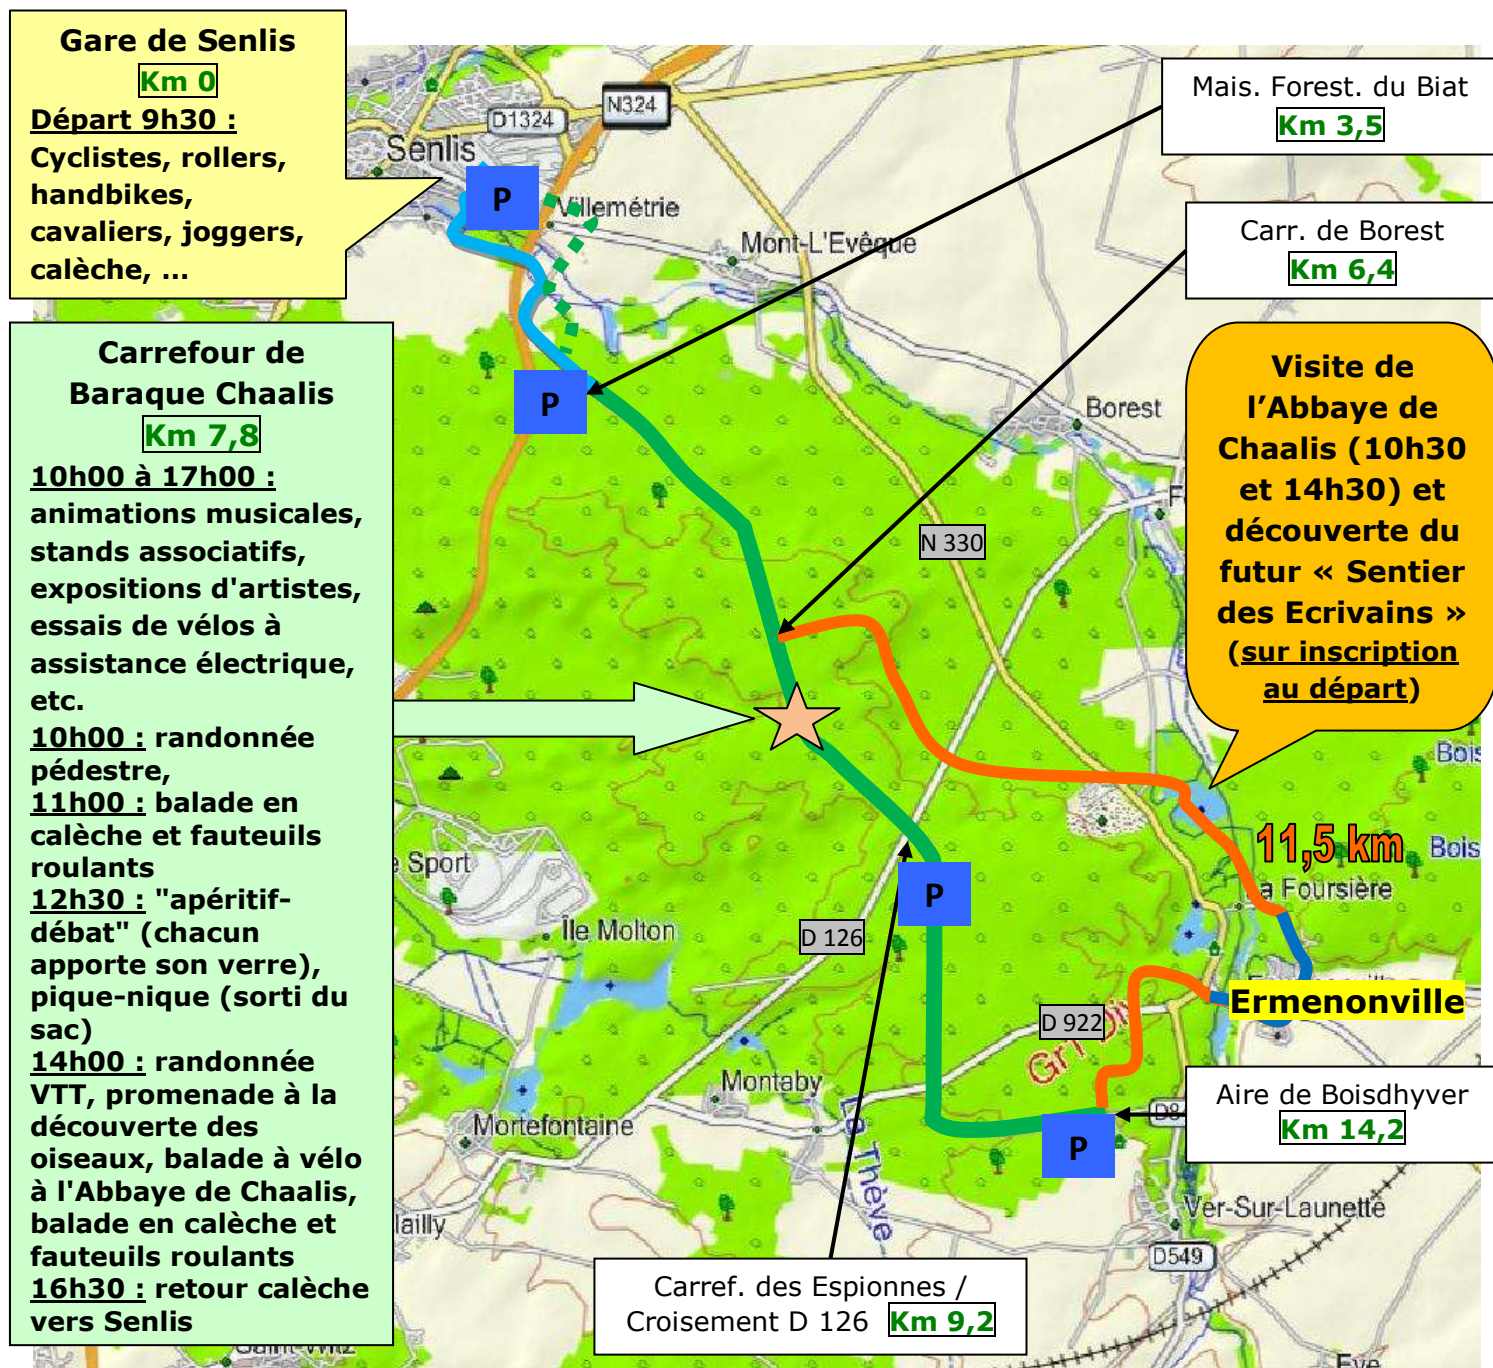 Gare de Senlis
Km 0
Départ 9h30 :
Cyclistes, rollers,
handbikes,
cavaliers, joggers,
calèche, ...
Carrefour de
Baraque Chaalis
Km 7,8
10h00 à 17h00 :
animations musicales,
stands associatifs,
expositions d'artistes,
essais de vélos à
assistance électrique,
etc.
10h00 : randonnée
pédestre,
11h00 : balade en
calèche et fauteuils
roulants
12h30 : "apéritif-
débat" (chacun
apporte son verre),
pique-nique (sorti du
sac)
14h00 : randonnée
VTT, promenade à la
découverte des
oiseaux, balade à vélo
à l'Abbaye de Chaalis,
balade en calèche et
fauteuils roulants
16h30 : retour calèche
vers Senlis
Mais. Forest. du Biat
Km 3,5
Carr. de Borest
Km 6,4
Visite de
l’Abbaye de
Chaalis (10h30
et 14h30) et
découverte du
futur « Sentier
des Ecrivains »
(sur inscription
au départ)
N324
D1324
Senlis
P
Villemétrie
Mont-L'Evêque
P
Borest
N 330
Bois
11,5 km
Bois
Sport
P
a Foursière
Île Molton
D 126
Ermenonville
D 922
Montaby
La Thève
Mortefontaine
P
Aire de Boisdhyver
Km 14,2
Ver-Sur-Launette
D549
lailly
Carref. des Espionnes /
Croisement D 126 Km 9,2
Saint-Witz
Eve